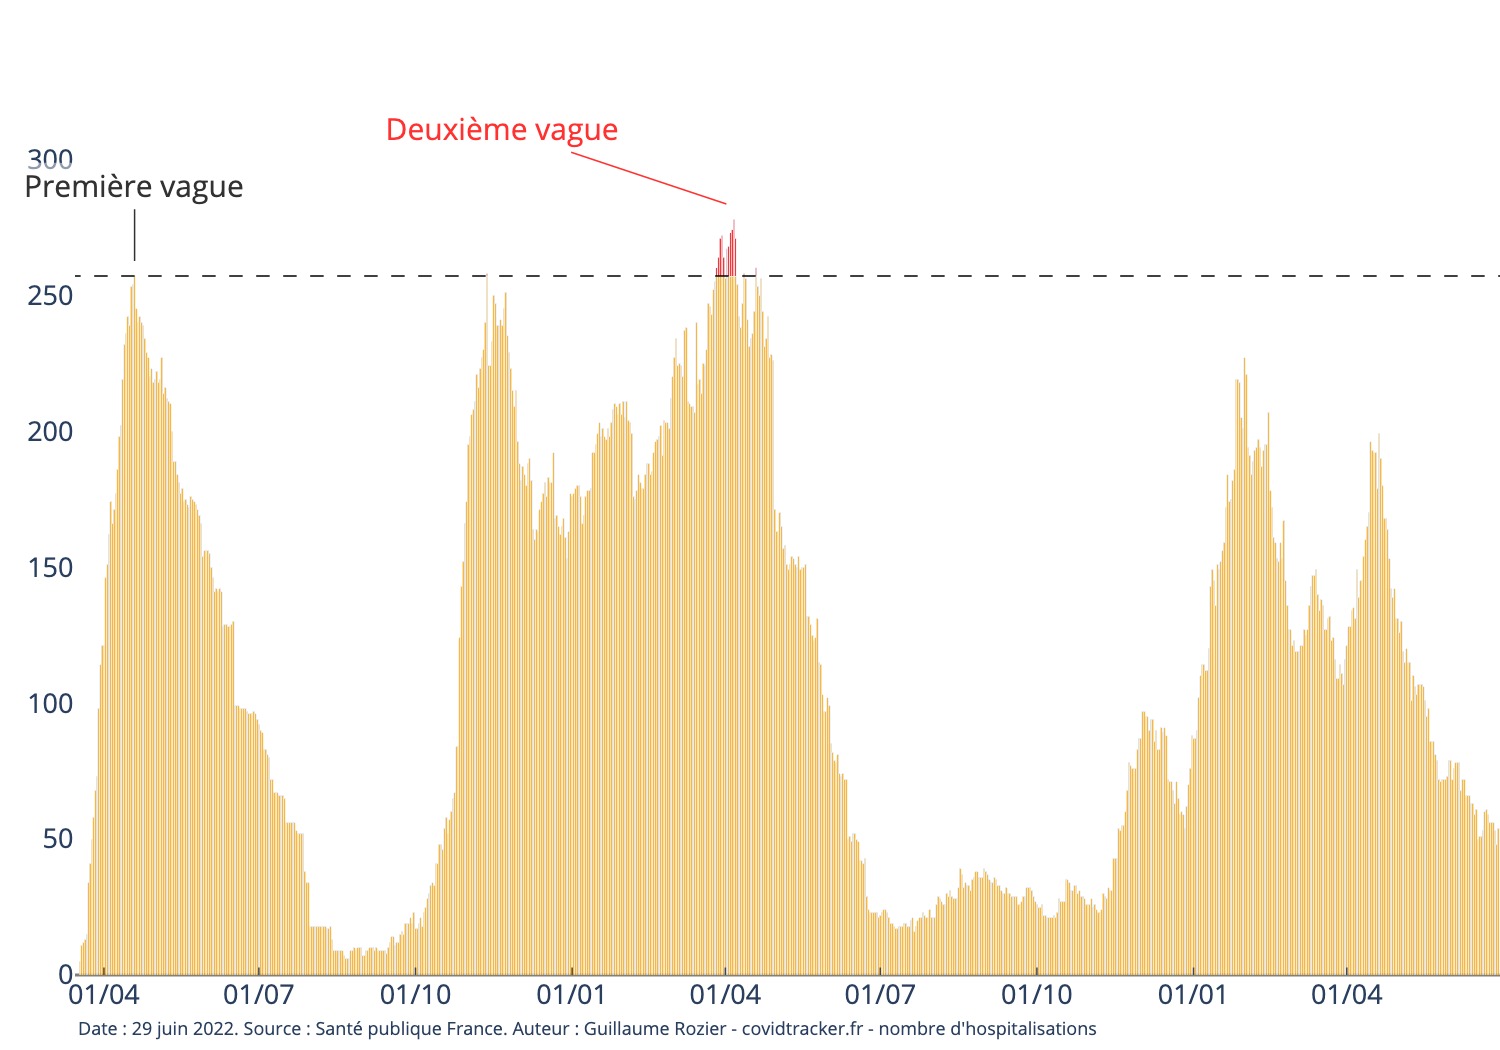 Deuxième vague
300
Première vague
250
200
150
100
50
0
01/04 01/07 01/10 01/01 01/04 01/07 01/10 01/01 01/04
Date : 29 juin 2022. Source : Santé publique France. Auteur : Guillaume Rozier - covidtracker.fr - nombre d'hospitalisations